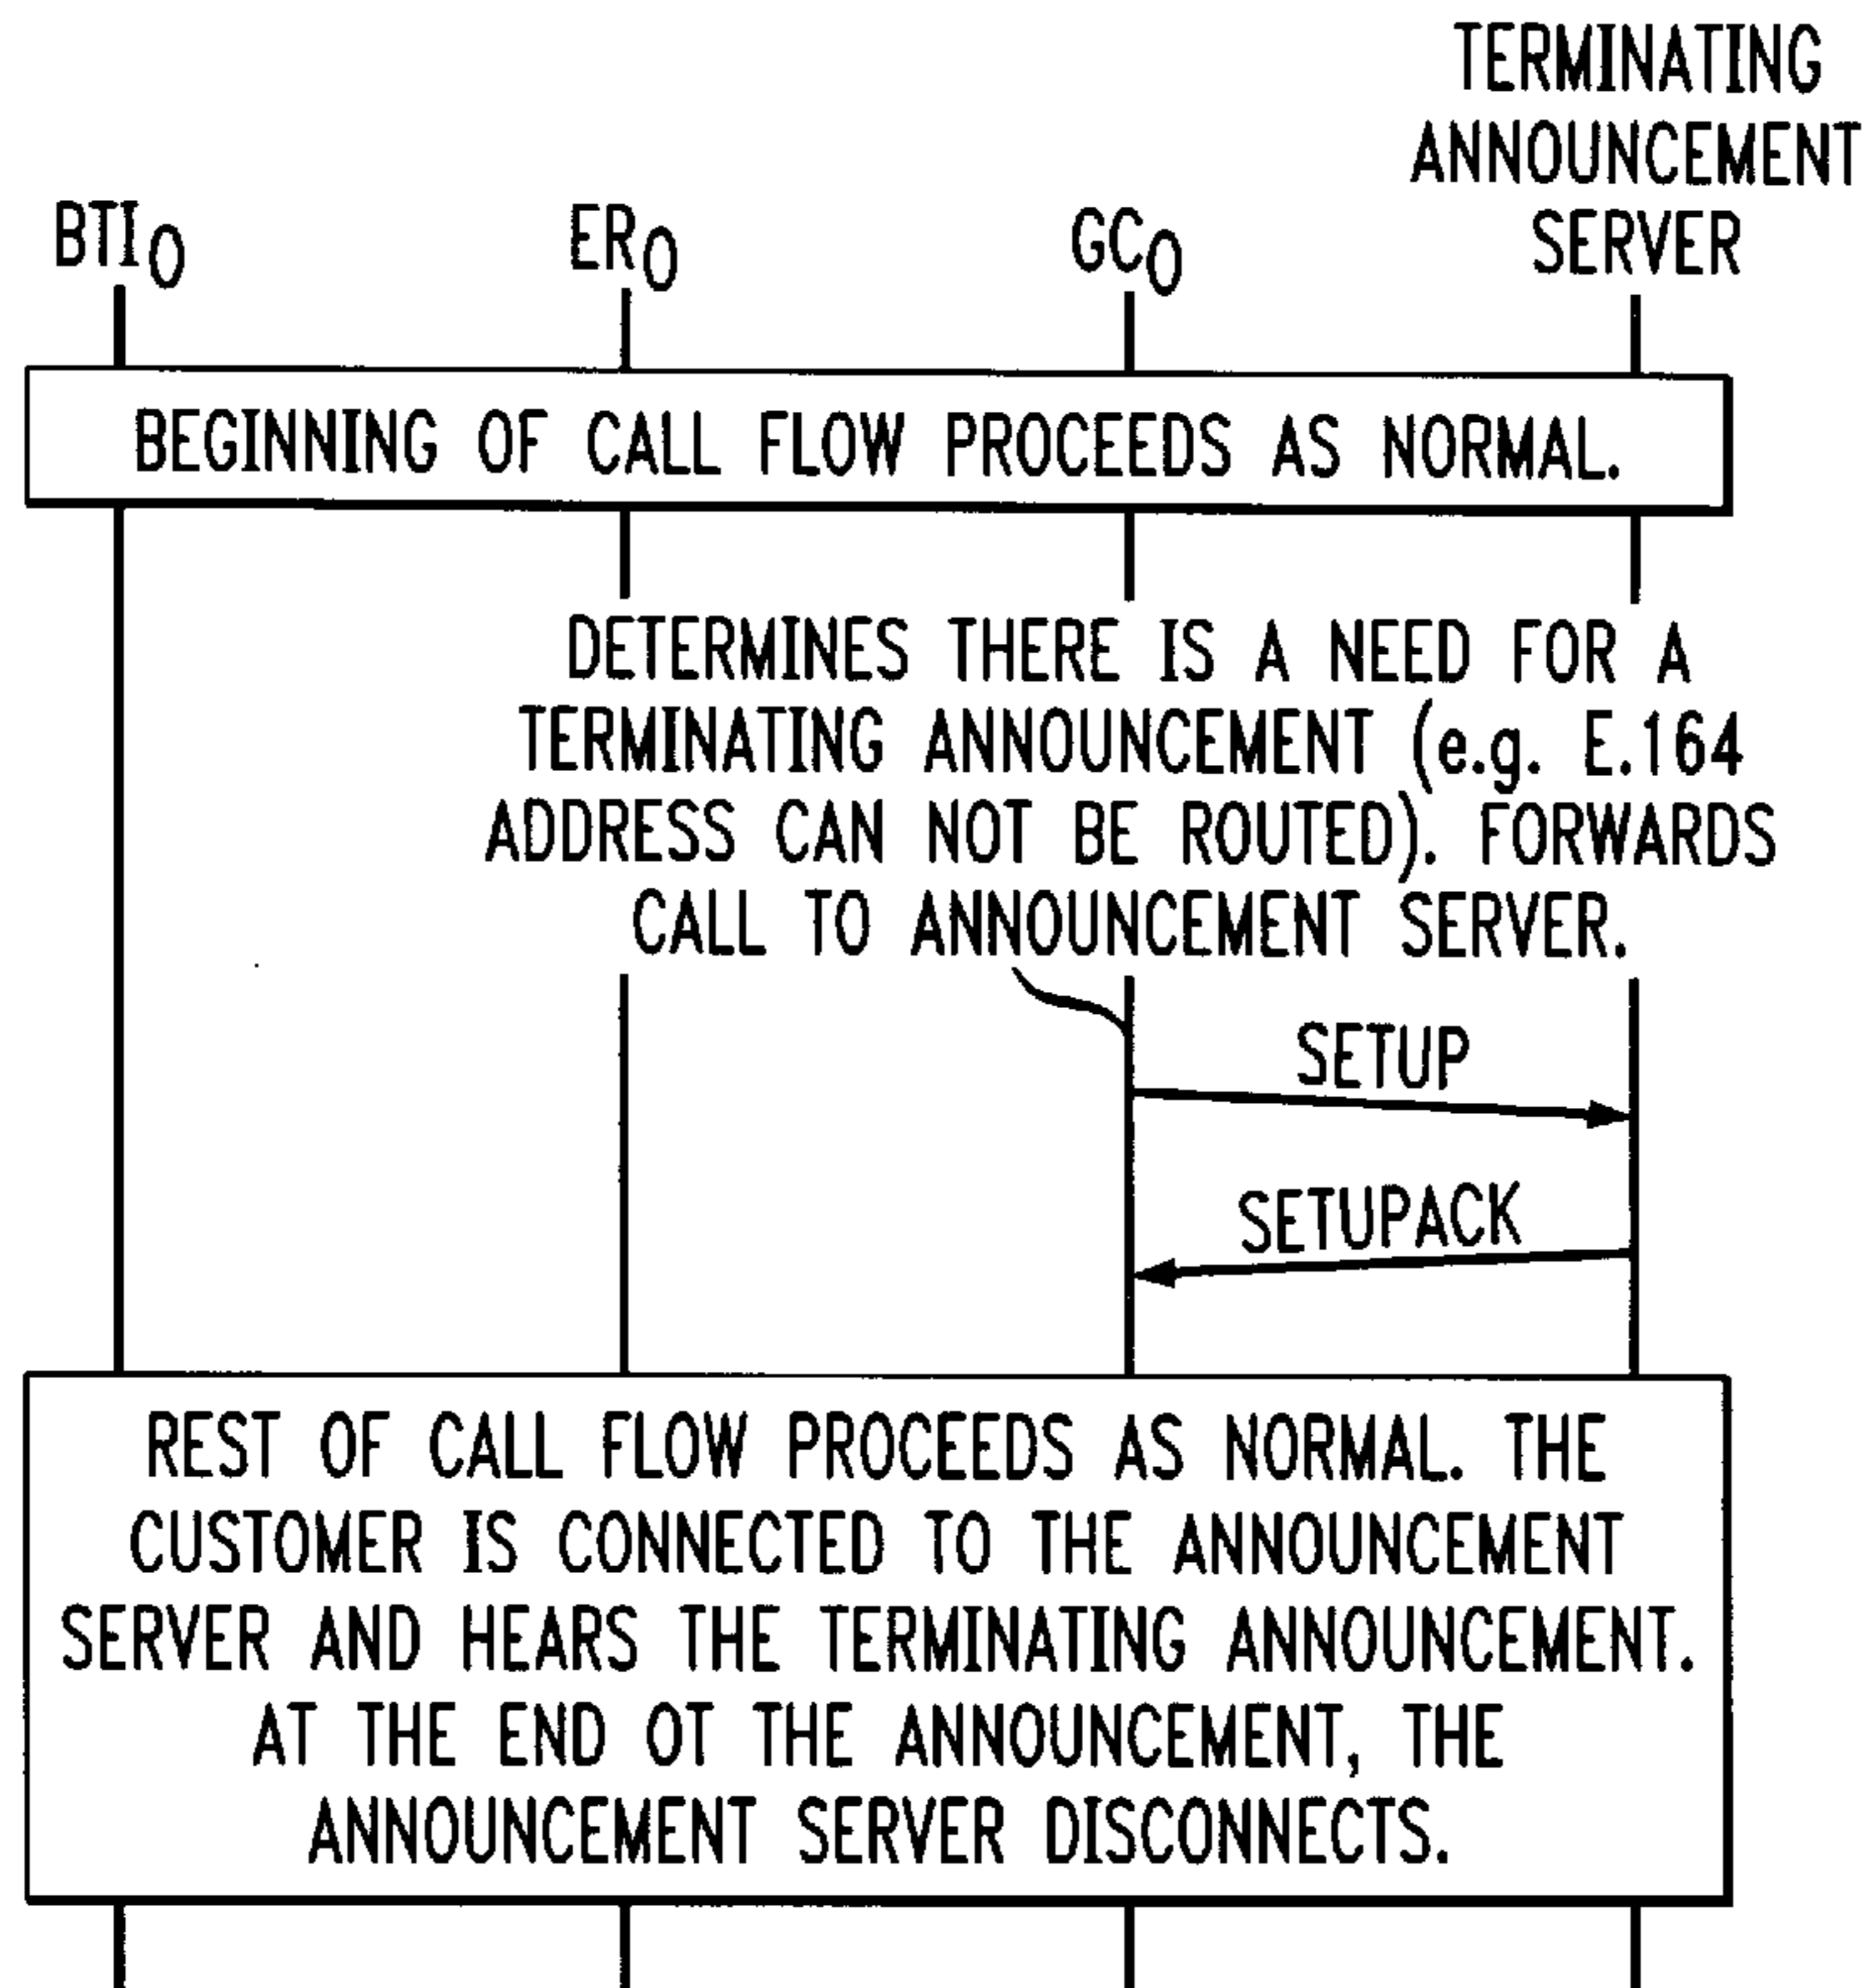 TERMINATING
ANNOUNCEMENT
SERVER
BTIO
ERO
GCO
BEGINNING OF CALL FLOW PROCEEDS AS NORMAL.
DETERMINES THERE IS A NEED FOR A
TERMINATING ANNOUNCEMENT (e.g. E.164
ADDRESS CAN NOT BE ROUTED). FORWARDS
CALL TO ANNOUNCEMENT SERVER.
SETUP
SETUPACK
REST OF CALL FLOW PROCEEDS AS NORMAL. THE
CUSTOMER IS CONNECTED TO THE ANNOUNCEMENT
SERVER AND HEARS THE TERMINATING ANNOUNCEMENT.
AT THE END OT THE ANNOUNCEMENT, THE
ANNOUNCEMENT SERVER DISCONNECTS.